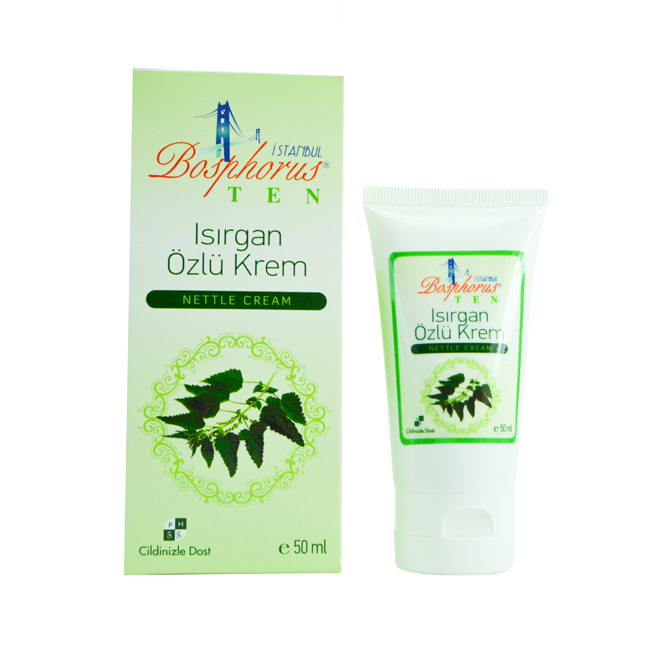 İSTANBUL
Bosphorus®
TEN
Isırgan
Özlü Krem
NETTLE CREAM
P H
5 5
Cildinizle Dost
e 50 ml
İSTANBUL
Bosphorus
TEN
Isırgan
Özlü Krem
NETTLE CREAM
Cildinizle Dost
e 50 ml